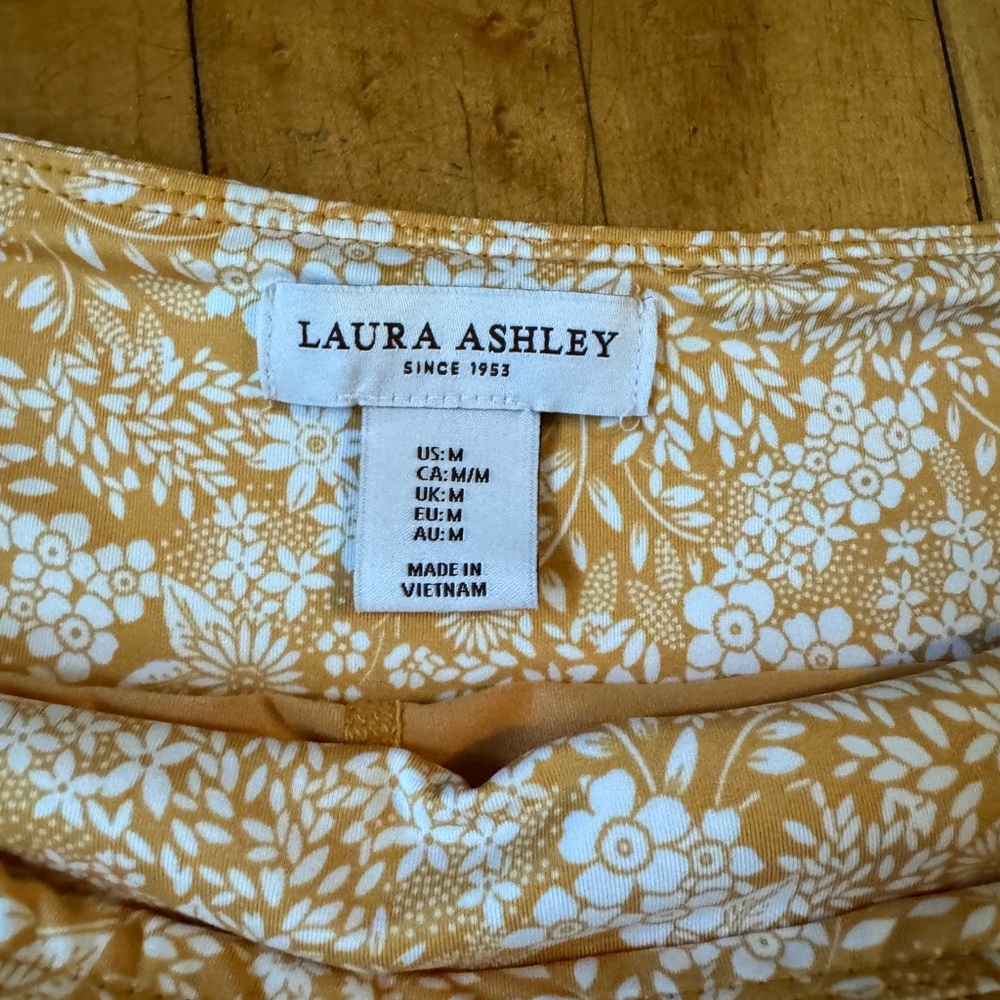 LAURA ASHLEY
SINCE 1953
US: M
CA: M/M
UK: M
EU: M
AU: M
MADE IN
VIETNAM